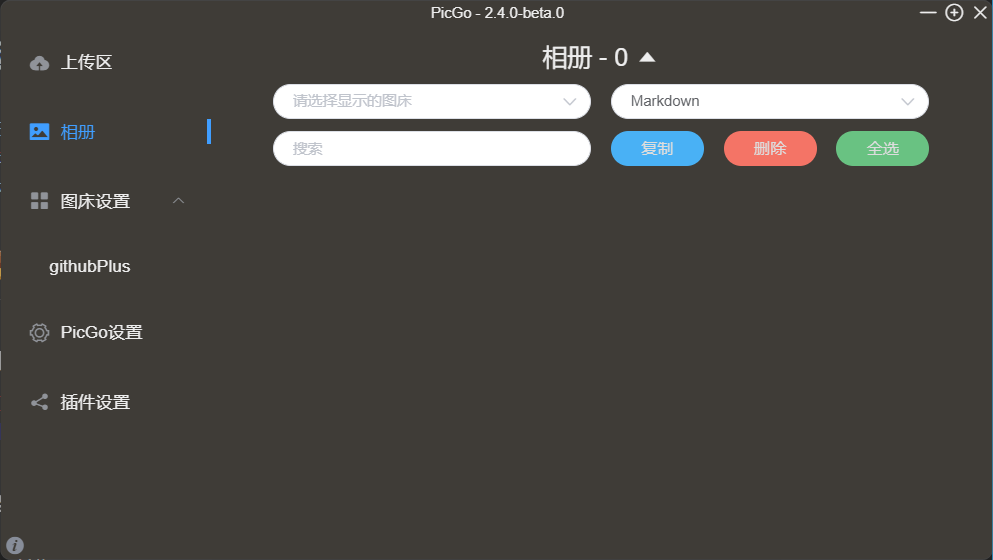 PicGo - 2.4.0-beta.0
上传区
相册
图床设置
githubPlus
PicGo设置
插件设置
相册 - 0
请选择显示的图床
Markdown
搜索
复制
删除
全选